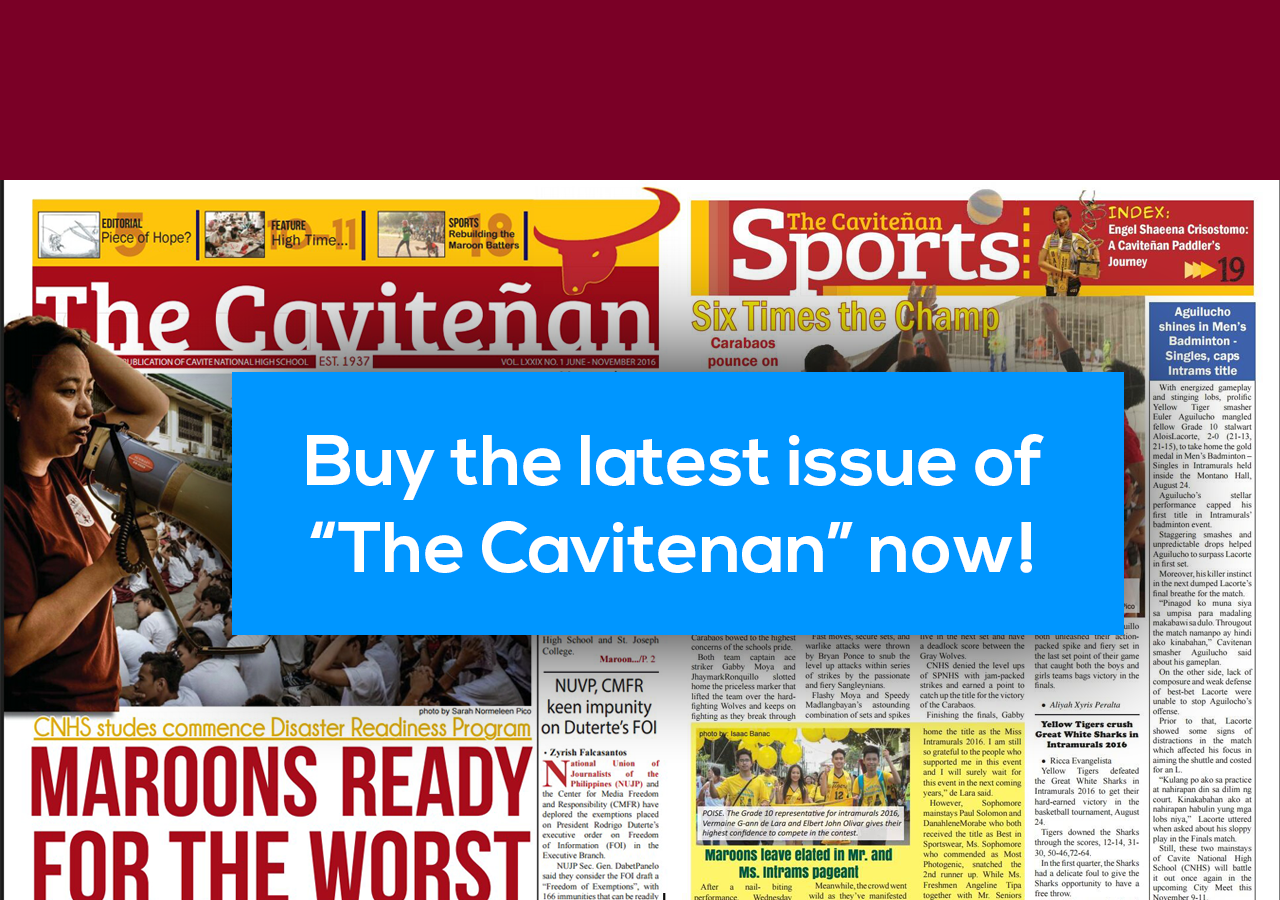 EDITORIAL
Piece of Hope?
5
FEATURE
High Time...
10-11
SPORTS
Rebuilding the
Maroon Batters
18
The Caviteñan
PUBLICATION OF CAVITE NATIONAL HIGH SCHOOL
EST. 1937
VOL. LXXIX NO. 1 JUNE - NOVEMBER 2016
Buy the latest issue of
“The Cavitenan” now!
photo by Sarah Normeleen Pico
CNHS studes commence Disaster Readiness Program
MAROONS READY
FOR THE WORST
High School and St. Joseph
College.
Maroon.../P. 2
NUVP, CMFR
keen impunity
on Duterte’s FOI
• Zyrish Falcasantos
National Union of
Journalists of the
Philippines (NUJP) and
the Center for Media Freedom
and Responsibility (CMFR) have
deplored the exemptions placed
on President Rodrigo Duterte’s
executive order on Freedom
of Information (FOI) in the
Executive Branch.
NUJP Sec. Gen. DabetPanelo
said they consider the FOI draft a
“Freedom of Exemptions”, with
166 immunities that can be readily
The Caviteñan
Sports
INDEX:
Engel Shaeena Crisostomo:
A Caviteñan Paddler’s
Journey
19
Six Times the Champ
Carabaos
pounce on
Pico
Carabaos bowed to the highest
concerns of the schools pride.
Both team captain ace
striker Gabby Moya and
JhaymarkRonquillo slotted
home the priceless marker that
lifted the team over the hard-
fighting Wolves and keeps on
fighting as they break through
Fast moves, secure sets, and
warlike attacks were thrown
by Bryan Ponce to snub the
level up attacks within series
of strikes by the passionate
and fiery Sangleynians.
Flashy Moya and Speedy
Madlangbayan’s astounding
combination of sets and spikes
live in the next set and have
a deadlock score between the
Gray Wolves.
CNHS denied the level ups
of SPNHS with jam-packed
strikes and earned a point to
catch up the title for the victory
of the Carabaos.
Finishing the finals, Gabby
both unleashed their action-
packed spike and fiery set in
the last set point of their game
that caught both the boys and
girls teams bags victory in the
finals.
● Aliyah Xyris Peralta
photo by: Isaac Banac
POISE. The Grade 10 representative for intramurals 2016,
Vermaine G-ann de Lara and Elbert John Olivar gives their
highest confidence to compete in the contest.
Maroons leave elated in Mr. and
Ms. Intrams pageant
After a nail- biting
performance, Wednesday
Meanwhile, the crowd went
wild as they’ve manifested
home the title as the Miss
Intramurals 2016. I am still
so grateful to the people who
supported me in this event
and I will surely wait for
this event in the next coming
years,” de Lara said.
However, Sophomore
mainstays Paul Solomon and
DanahleneMorabe who both
received the title as Best in
Sportswear, Ms. Sophomore
who commended as Most
Photogenic, snatched the
2nd runner up. While Ms.
Freshmen Angeline Tipa
together with Mr. Seniors
Yellow Tigers crush
Great White Sharks in
Intramurals 2016
● Ricca Evangelista
Yellow Tigers defeated
the Great White Sharks in
Intramurals 2016 to get their
hard-earned victory in the
basketball tournament, August
24.
Tigers downed the Sharks
through the scores, 12-14, 31-
30, 50-46,72-64.
In the first quarter, the Sharks
had a delicate foul to give the
Sharks opportunity to have a
free throw.
Aguilucho
shines in Men’s
Badminton -
Singles, caps
Intrams title
With energized gameplay
and stinging lobs, prolific
Yellow Tiger smasher
Euler Aguilucho mangled
fellow Grade 10 stalwart
AloisLacorte, 2-0 (21-13,
21-15), to take home the gold
medal in Men’s Badminton –
Singles in Intramurals held
inside the Montano Hall,
August 24.
Aguilucho’s stellar
performance capped his
first title in Intramurals’
badminton event.
Staggering smashes and
unpredictable drops helped
Aguilucho to surpass Lacorte
in first set.
Moreover, his killer instinct
in the next dumped Lacorte’s
final breathe for the match.
“Pinagod ko muna siya
sa umpisa para madaling
makabawi sa dulo. Througout
the match namanpo ay hindi
ako kinabahan,” Cavitenan
smasher Aguilucho said
about his gameplan.
On the other side, lack of
composure and weak defense
of best-bet Lacorte were
unable to stop Aguilucho’s
offense.
Prior to that, Lacorte
showed some signs of
distractions in the match
which affected his focus in
aiming the shuttle and costed
for an L.
“Kulang po ako sa practice
at nahirapan din sa dilim ng
court. Kinakabahan ako at
nahirapan habulin yung mga
lobs niya,” Lacorte uttered
when asked about his sloppy
play in the Finals match.
Still, these two mainstays
of Cavite National High
School (CNHS) will battle
it out once again in the
upcoming City Meet this
November 9-11.